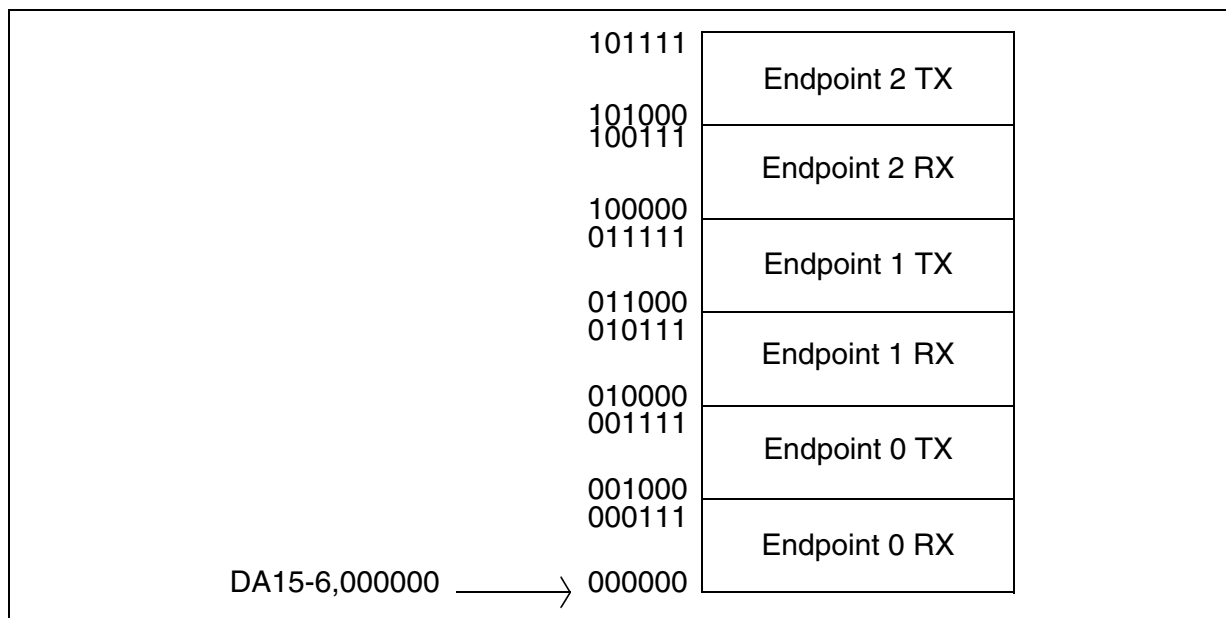 101111
Endpoint 2 TX
101000
100111
Endpoint 2 RX
100000
011111
Endpoint 1 TX
011000
010111
Endpoint 1 RX
010000
001111
Endpoint 0 TX
001000
000111
Endpoint 0 RX
DA15-6,000000 000000